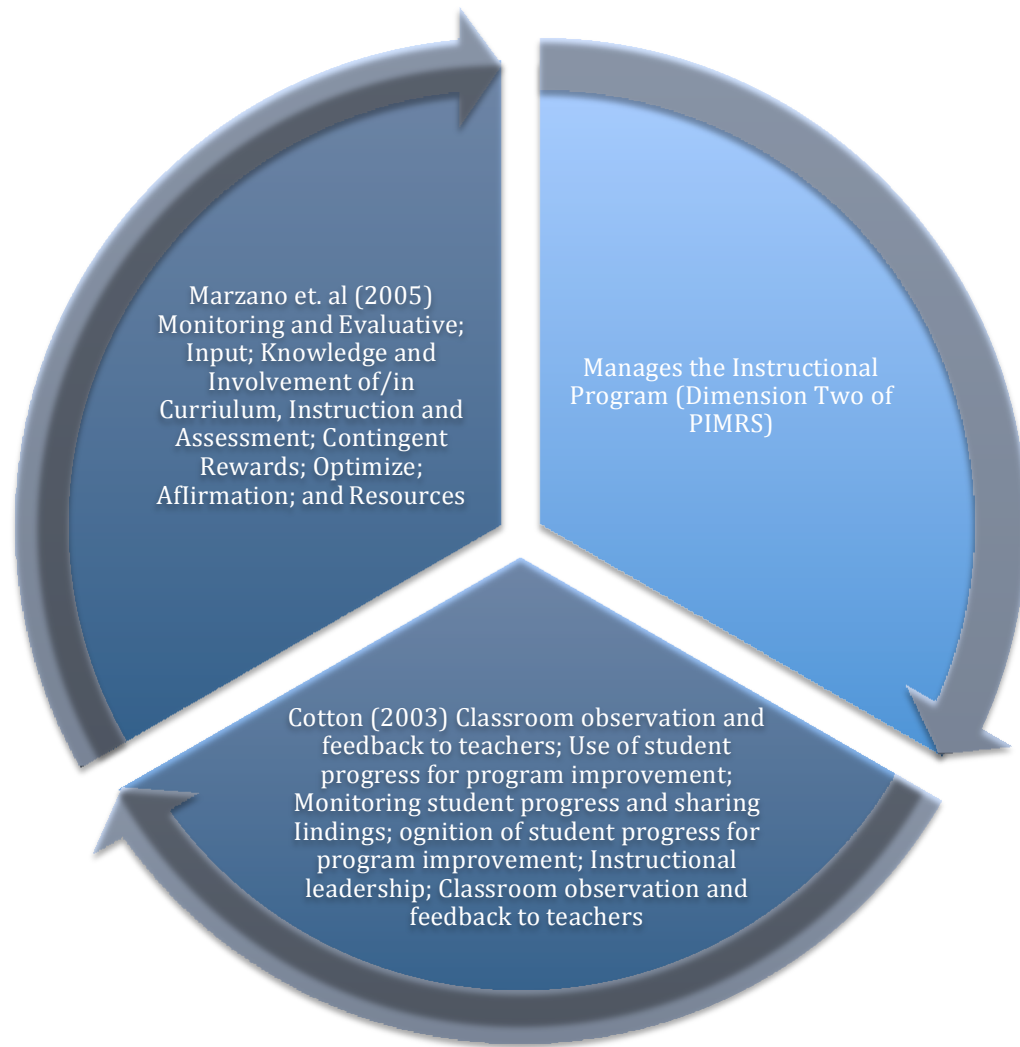 Marzano et. al (2005)
Monitoring and Evaluative;
Input; Knowledge and
Involvement of/in
Curriulum, Instruction and
Assessment; Contingent
Rewards; Optimize;
AfIirmation; and Resources
Manages the Instructional
Program (Dimension Two of
PIMRS)
Cotton (2003) Classroom observation and
feedback to teachers; Use of student
progress for program improvement;
Monitoring student progress and sharing
Iindings; ognition of student progress for
program improvement; Instructional
leadership; Classroom observation and
feedback to teachers